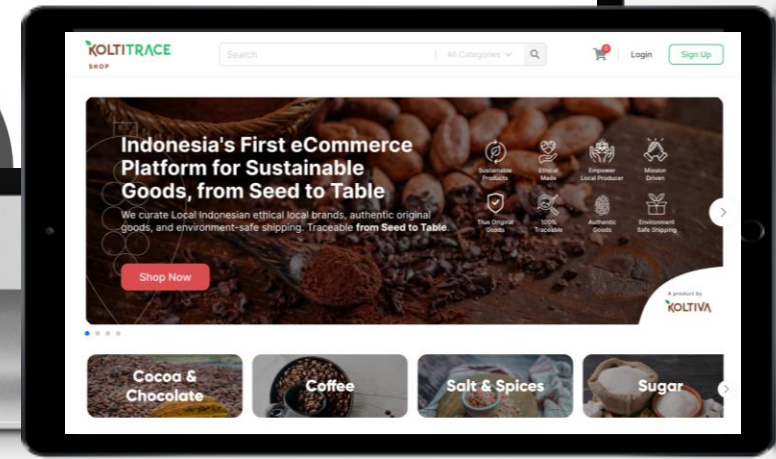 KOLTITRACE
SHOP
Search
All Categories
Login
Sign Up
Indonesia's First eCommerce
Platform for Sustainable
Goods, from Seed to Table
We curate Local Indonesian ethical local brands, authentic original
goods, and environment-safe shipping. Traceable from Seed to Table.
Shop Now
Sustainable
Products
Ethical
Made
Empower
Local Producer
Mission
Driven
True Original
Goods
100%
Traceable
Authentic
Goods
Environment
Safe Shipping
A product by
KOLTIVA
Cocoa &
Chocolate
Coffee
Salt & Spices
Sugar